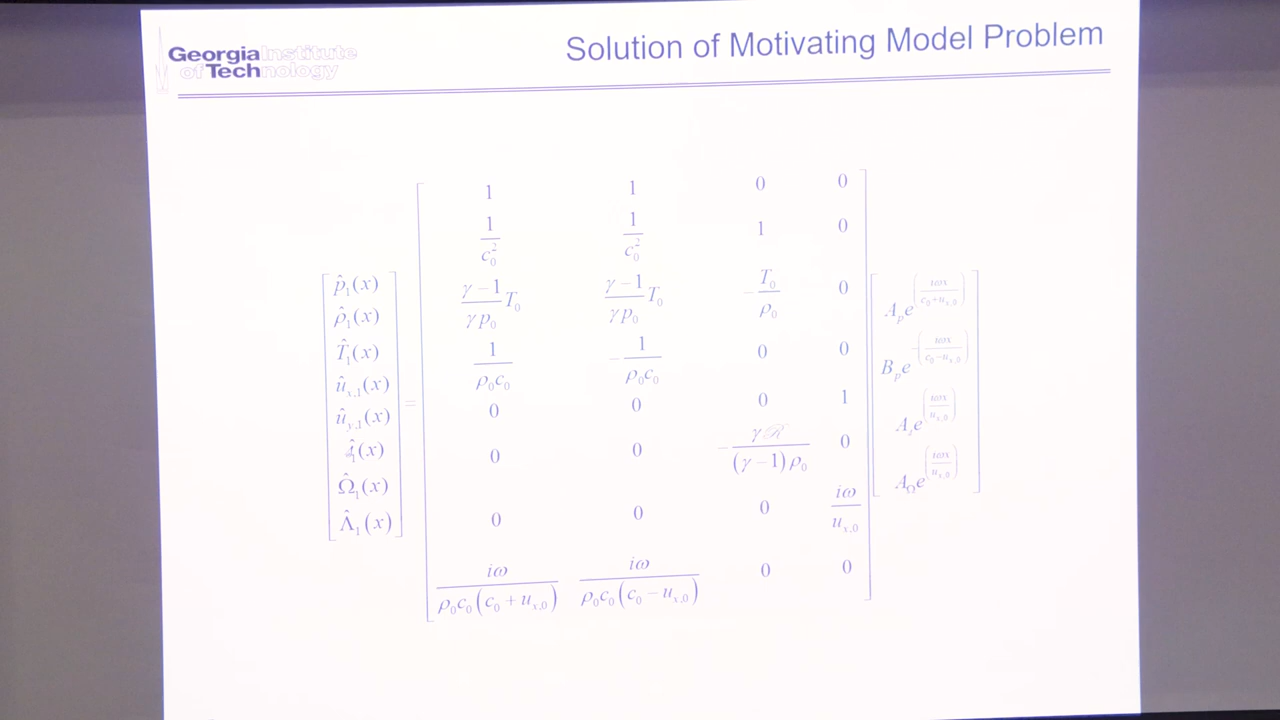 Georgia Institute
of Technology
Solution of Motivating Model Problem
p̂₁(x)
ρ̂₁(x)
T̂₁(x)
û_{x,1}(x)
û_{y,1}(x)
₁(x)
Ω̂₁(x)
Λ̂₁(x)
=
1 1 0 0
1/c₀² 1/c₀² 1 0
(γ−1)/(γp₀) T₀ (γ−1)/(γp₀) T₀ −T₀/ρ₀ 0
1/(ρ₀c₀) −1/(ρ₀c₀) 0 0
0 0 0 1
0 0 −γℛ/((γ−1)ρ₀) 0
0 0 0 iω/u_{x,0}
iω/(ρ₀c₀(c₀+u_{x,0})) iω/(ρ₀c₀(c₀−u_{x,0})) 0 0
A_p e^{(iωx/(c₀+u_{x,0}))}
B_p e^{−(iωx/(c₀−u_{x,0}))}
A_s e^{(iωx/u_{x,0})}
A_Ω e^{(iωx/u_{x,0})}